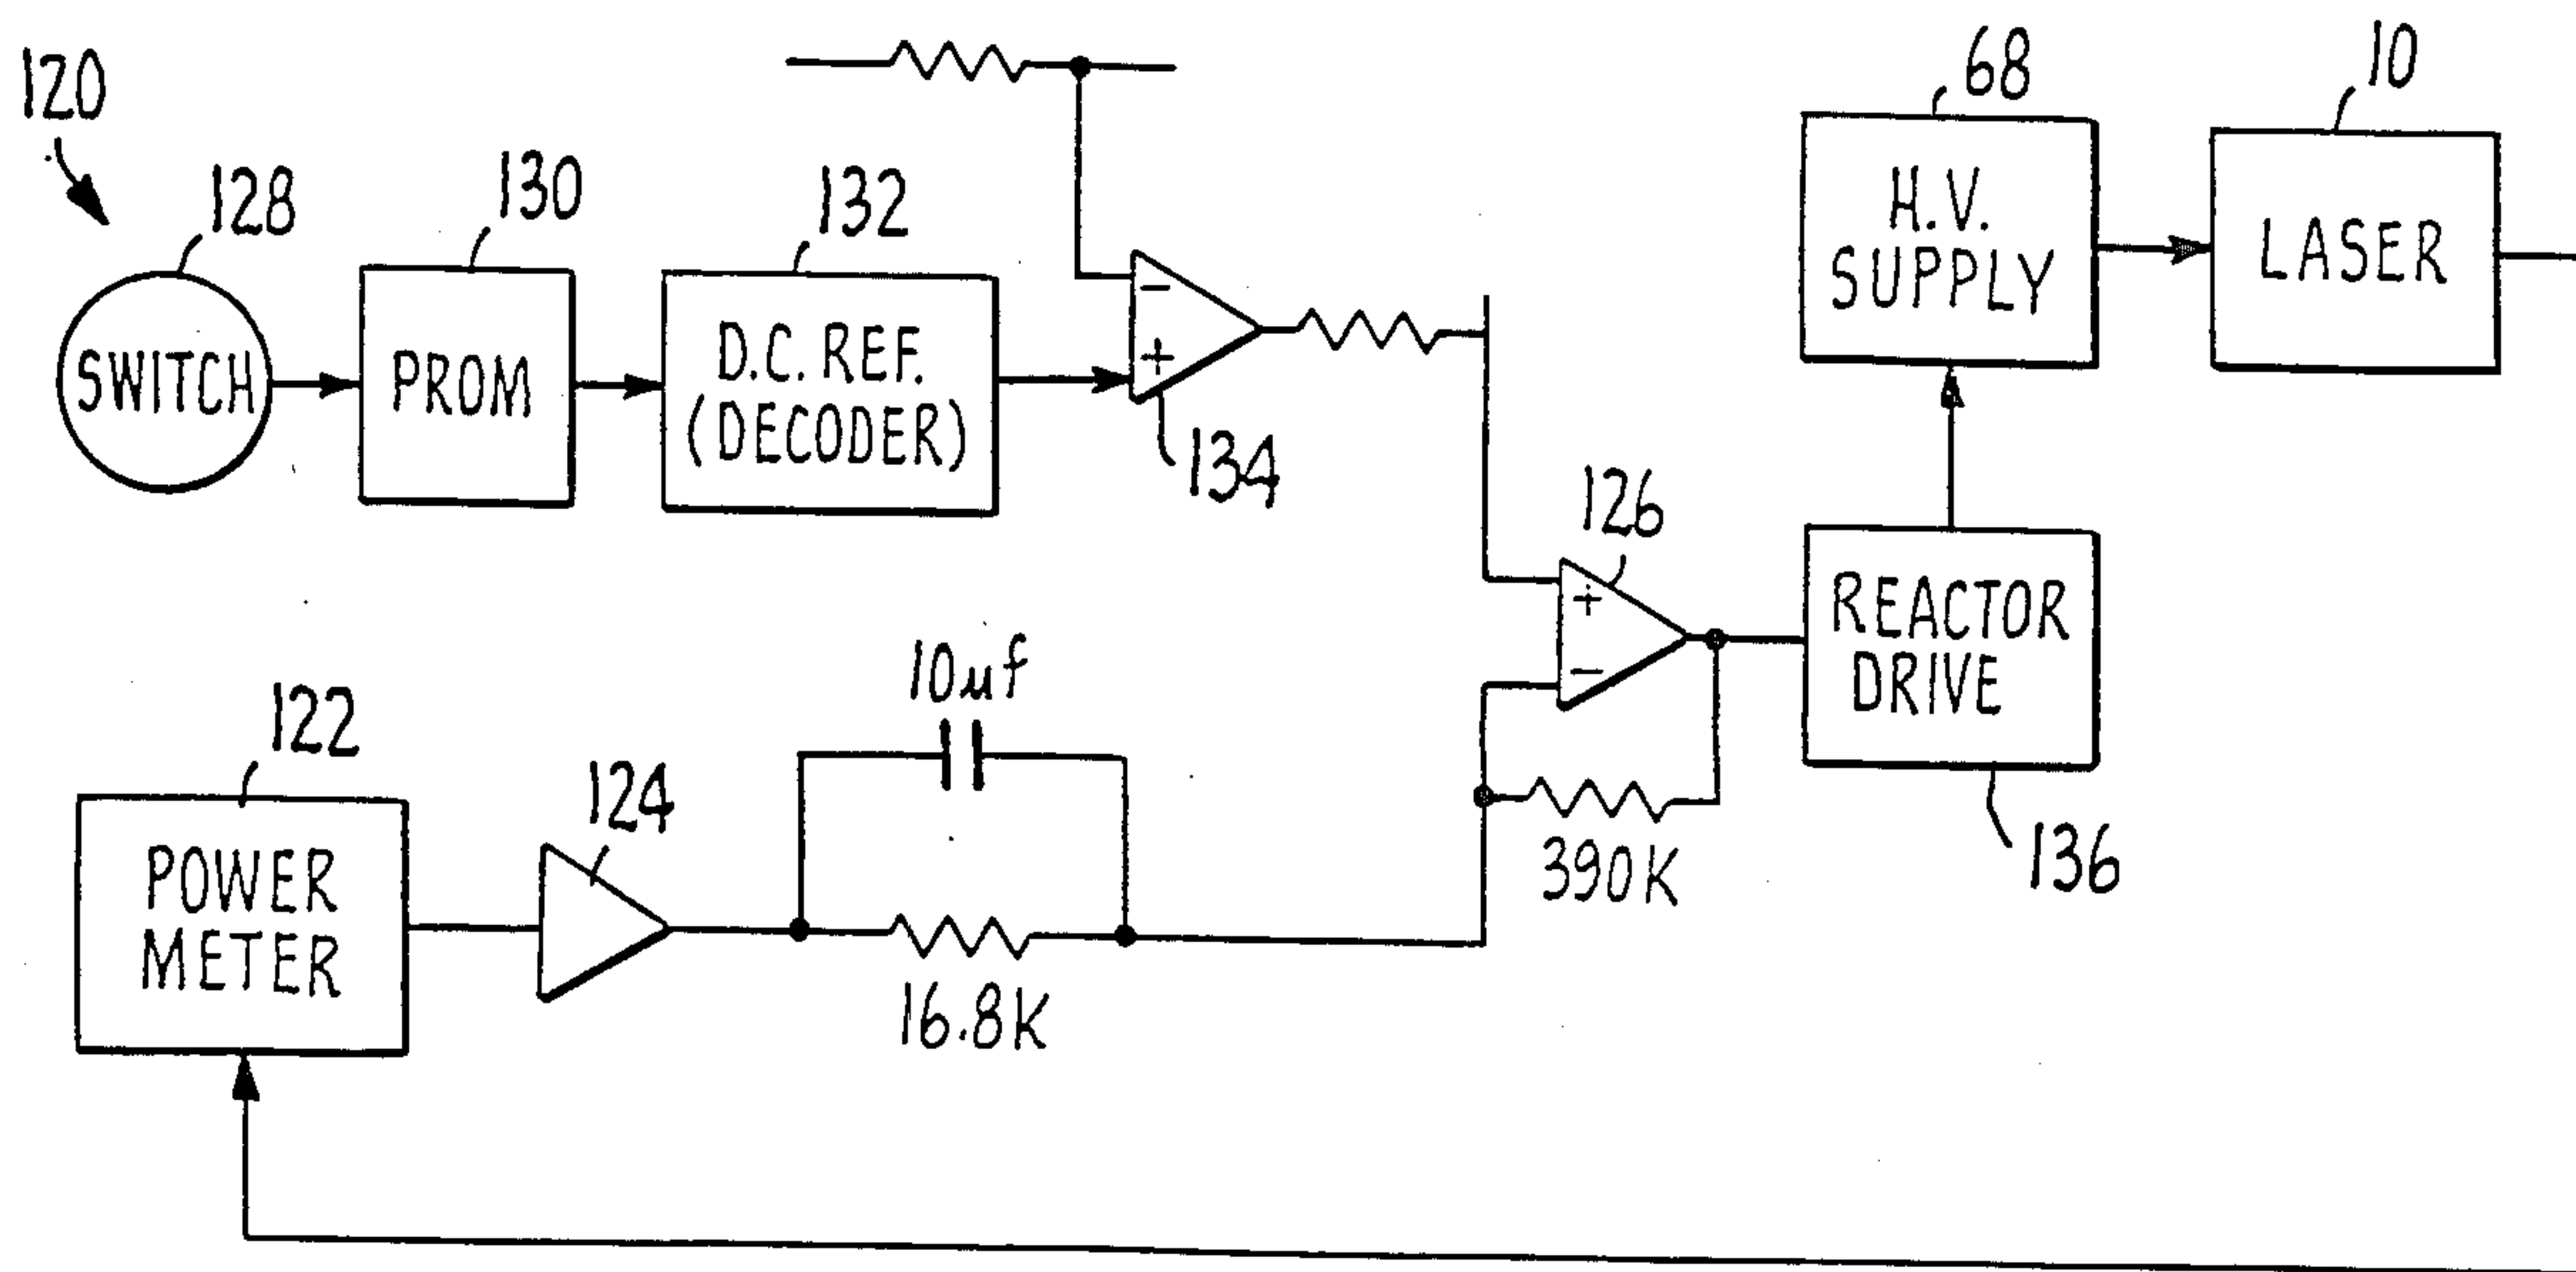 120
128
130
132
68
10
SWITCH
PROM
D.C. REF.
(DECODER)
-
+
134
H.V.
SUPPLY
LASER
126
+
-
REACTOR
DRIVE
136
390K
10µf
122
124
POWER
METER
16.8K